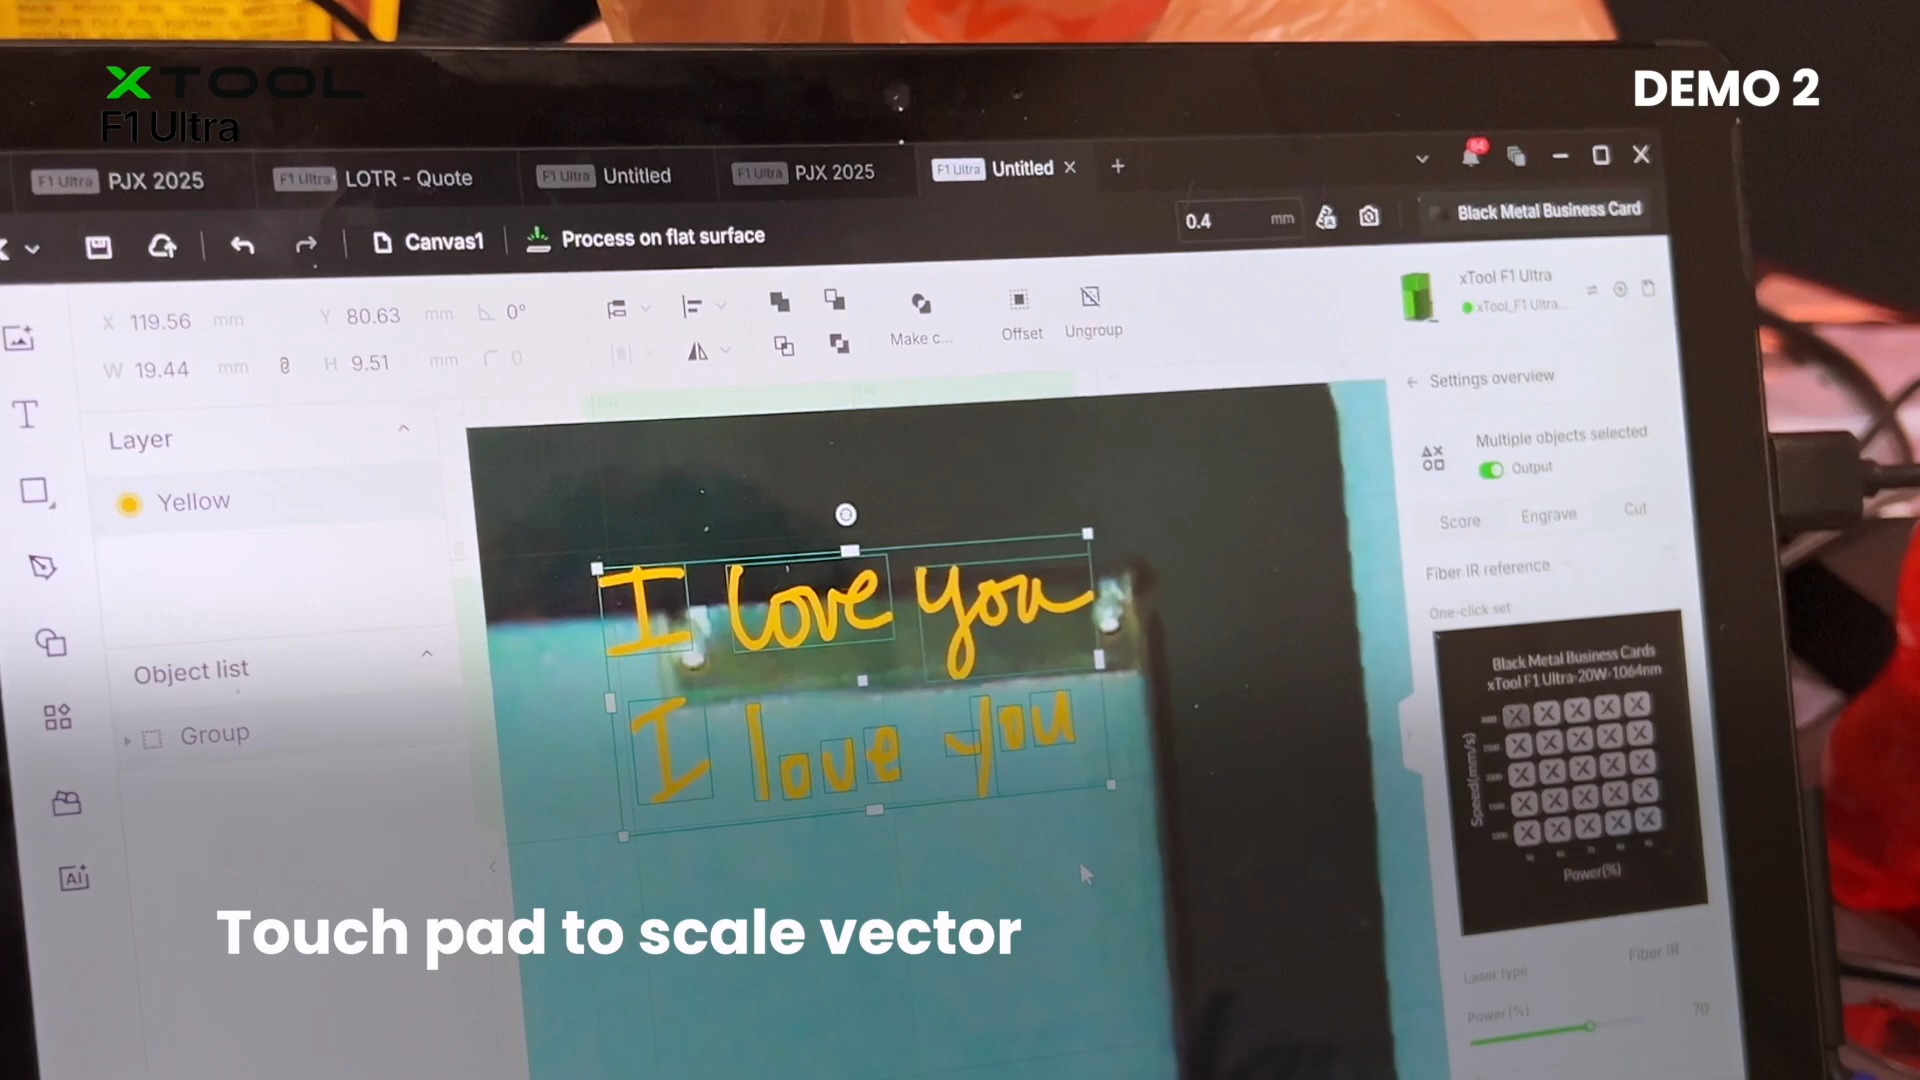 XTOOL
F1 Ultra
DEMO 2
F1 Ultra PJX 2025
F1 Ultra LOTR - Quote
F1 Ultra Untitled
F1 Ultra PJX 2025
F1 Ultra Untitled
Canvas1
Process on flat surface
0.4 mm
Black Metal Business Card
X 119.56 mm
Y 80.63 mm
0°
W 19.44 mm
H 9.51 mm
0
Make c...
Offset
Ungroup
xTool F1 Ultra
xTool_F1 Ultra...
Settings overview
Layer
Yellow
Multiple objects selected
Output
Score
Engrave
Cut
Fiber IR reference
One-click set
I love you
I love you
Object list
Group
Black Metal Business Cards
xTool F1 Ultra-20W-1064nm
Speed(mm/s)
Power(%)
AI
Touch pad to scale vector
Laser type
Fiber IR
Power (%)
70